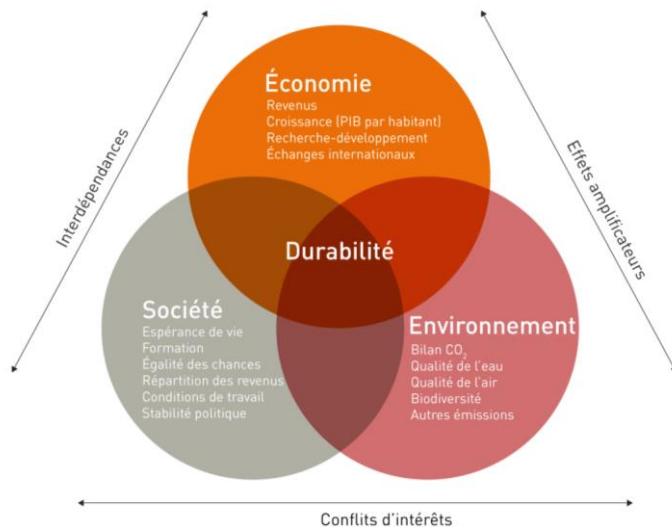 Économie
Revenus
Croissance (PIB par habitant)
Recherche-développement
Échanges internationaux
Interdépendances
Effets amplificateurs
Durabilité
Société
Espérance de vie
Formation
Égalité des chances
Répartition des revenus
Conditions de travail
Stabilité politique
Environnement
Bilan CO₂
Qualité de l'eau
Qualité de l'air
Biodiversité
Autres émissions
Conflits d'intérêts